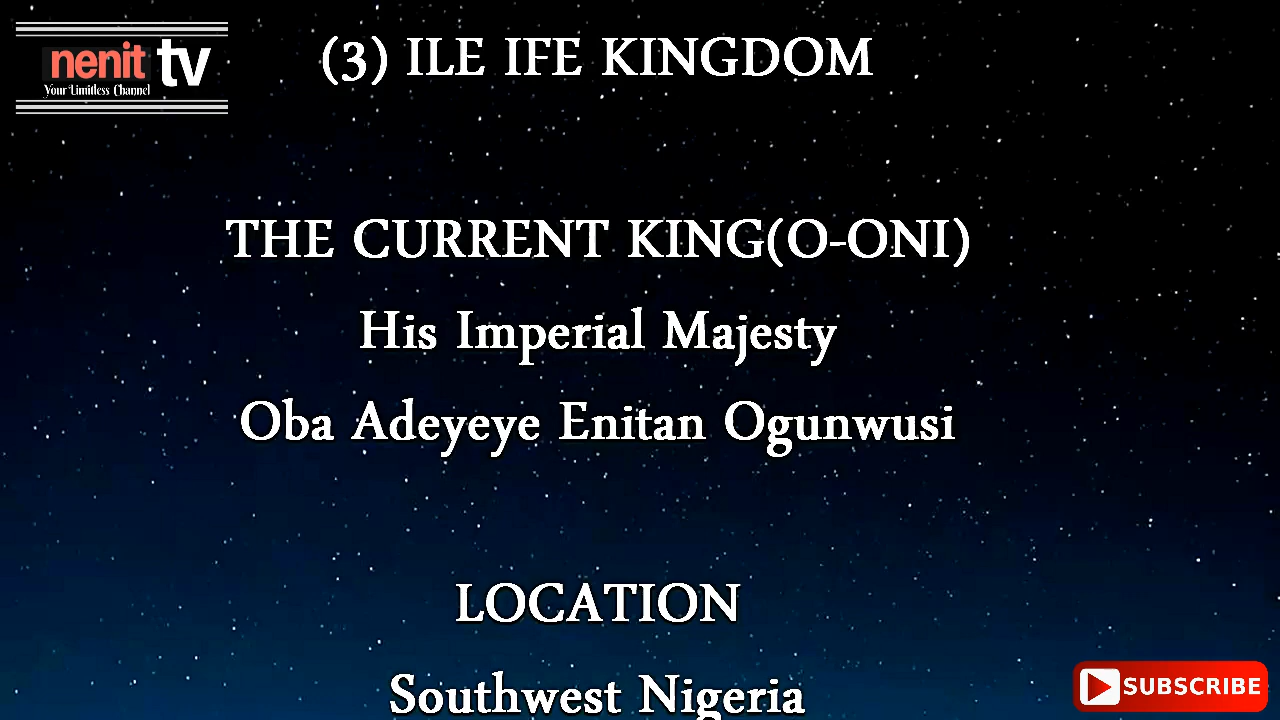 nenit tv
Your Limitless Channel
(3) ILE IFE KINGDOM
THE CURRENT KING(O-ONI)
His Imperial Majesty
Oba Adeyeye Enitan Ogunwusi
LOCATION
Southwest Nigeria
SUBSCRIBE